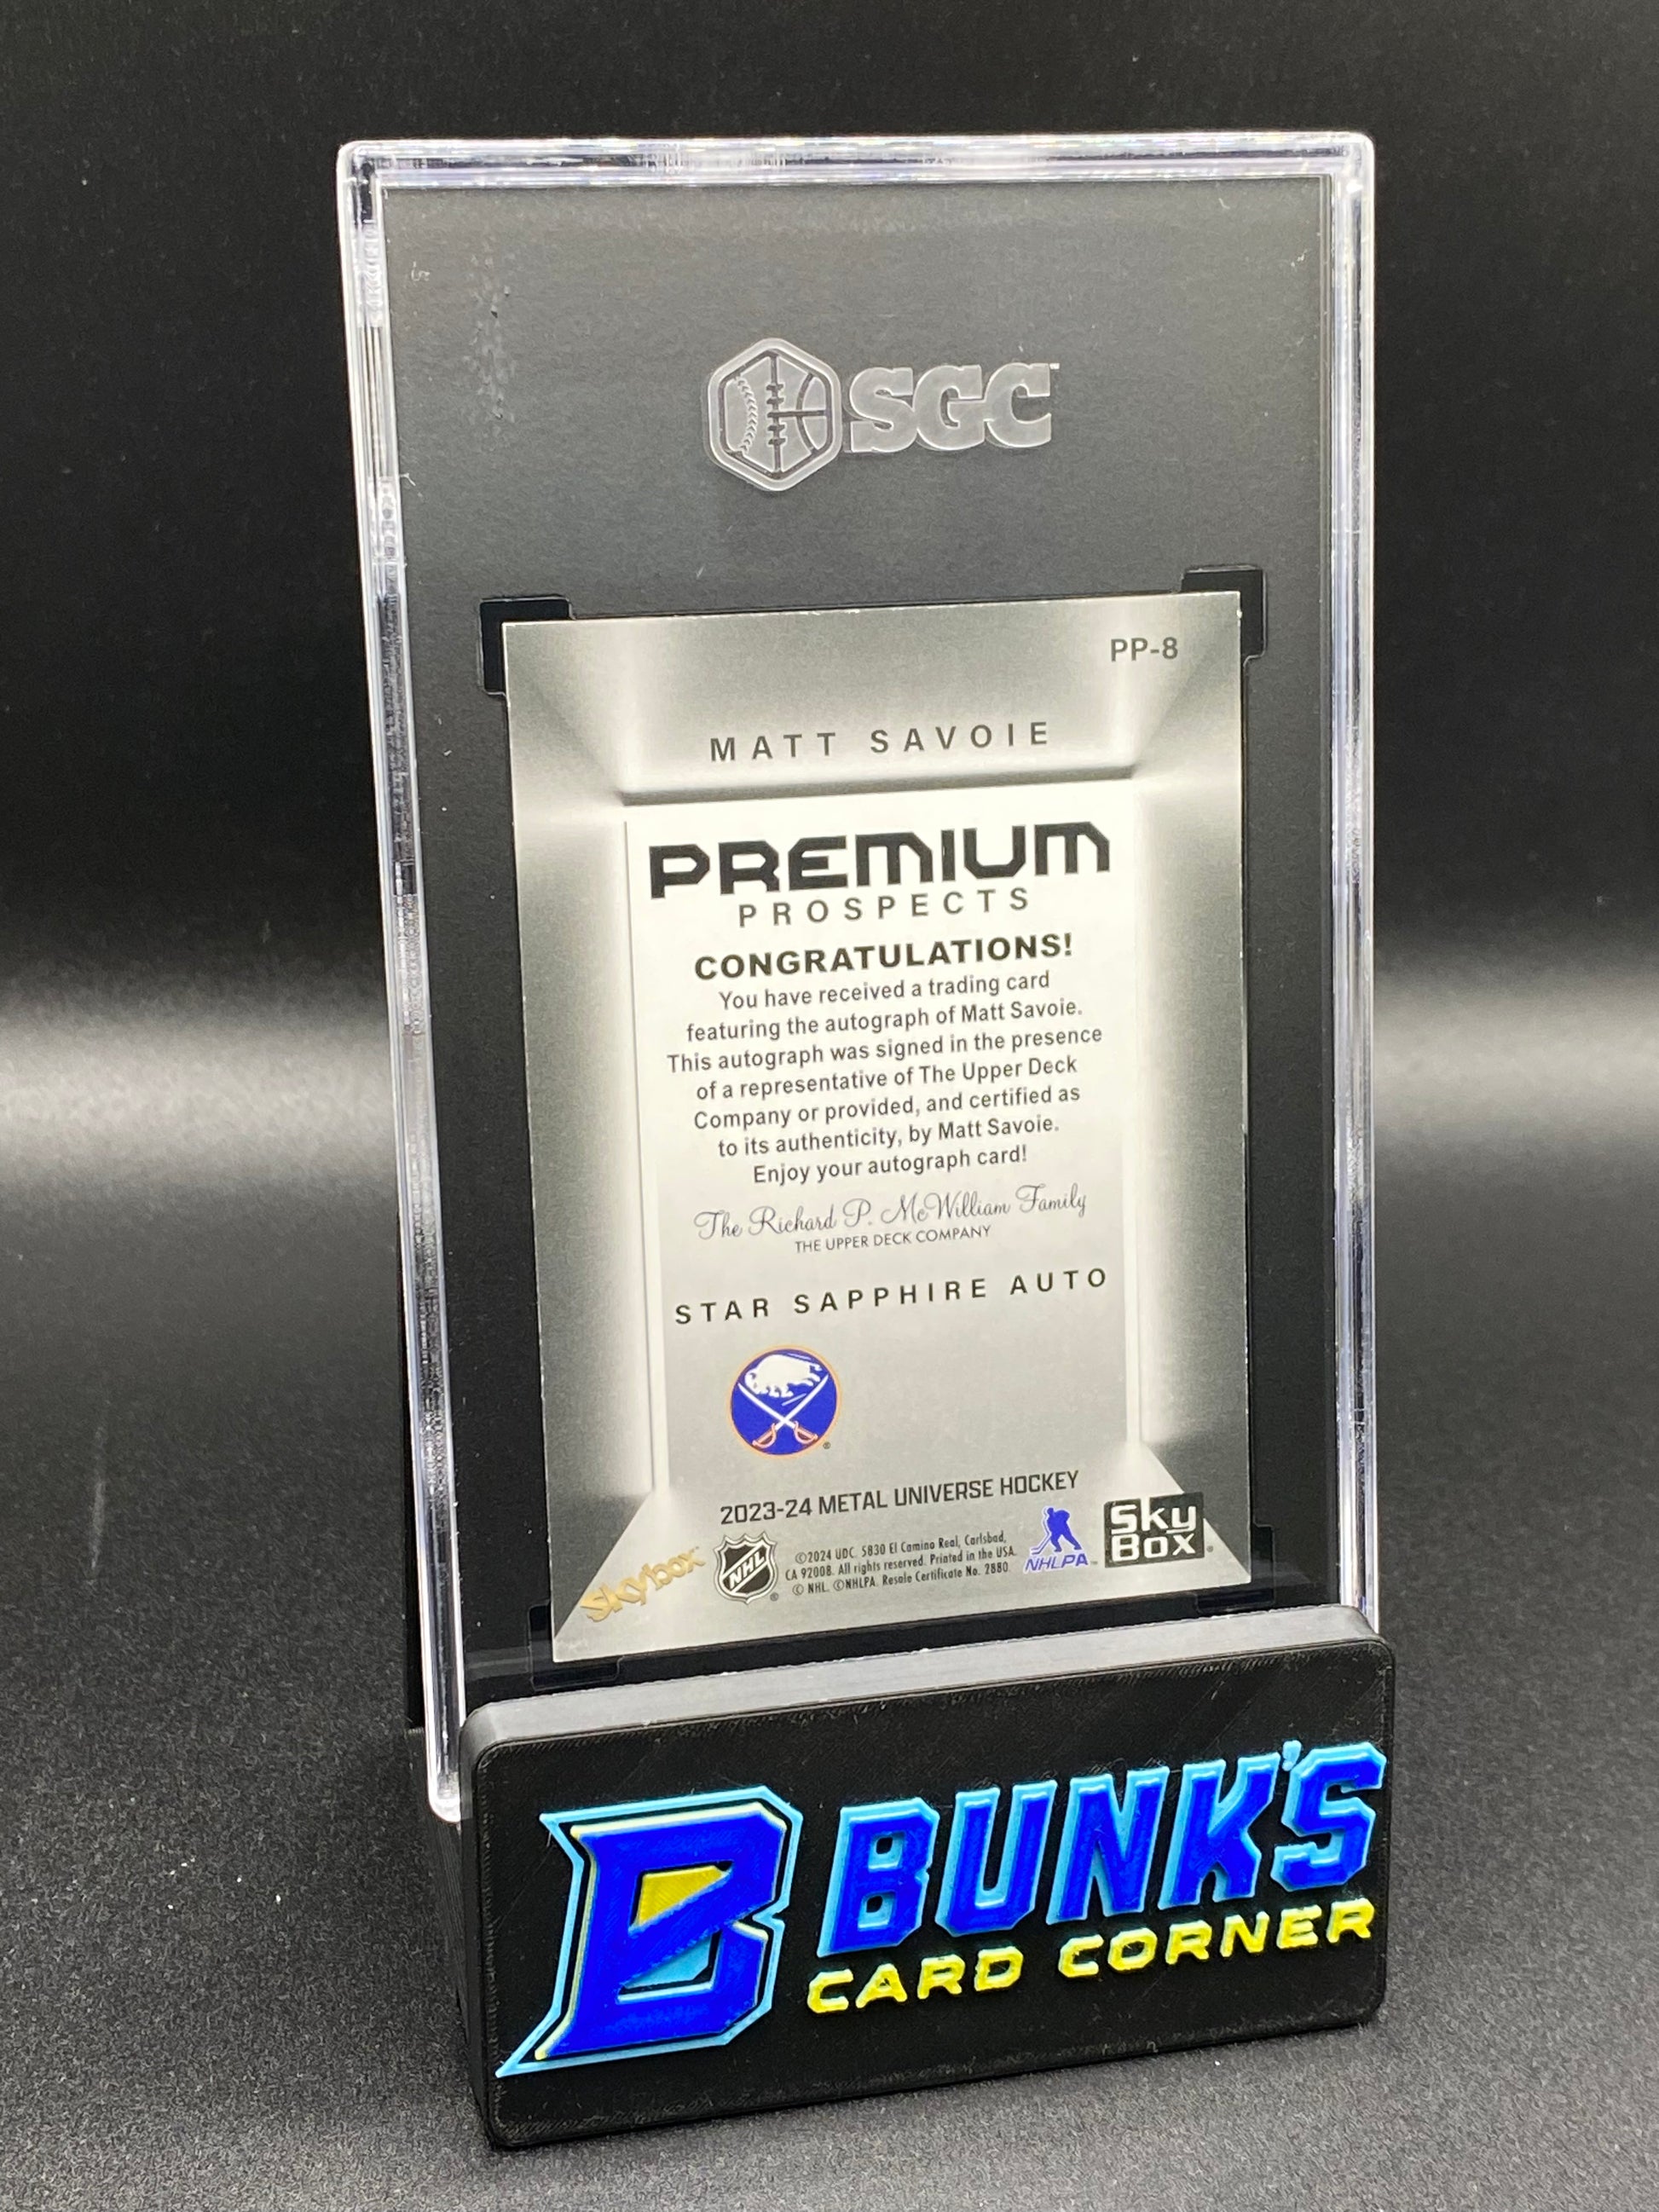 SGC
PP-8
MATT SAVOIE
PREMIUM
PROSPECTS
CONGRATULATIONS!
You have received a trading card
featuring the autograph of Matt Savoie.
This autograph was signed in the presence
of a representative of The Upper Deck
Company or provided, and certified as
to its authenticity, by Matt Savoie.
Enjoy your autograph card!
The Richard P. McWilliam Family
THE UPPER DECK COMPANY
STAR SAPPHIRE AUTO
2023-24 METAL UNIVERSE HOCKEY
skybox
NHL
©2024 UDC. 5830 El Camino Real, Carlsbad,
CA 92008. All rights reserved. Printed in the USA.
© NHL. ©NHLPA. Resale Certificate No. 2880.
NHLPA
Sky
Box
B BUNK'S
CARD CORNER